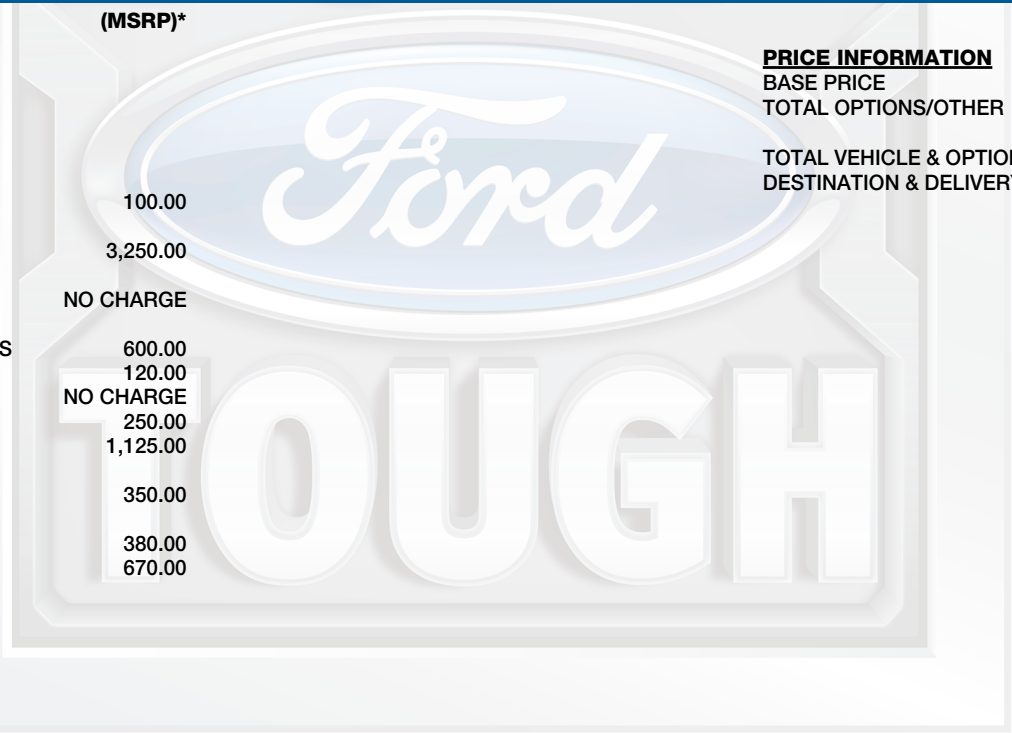 (MSRP)*
100.00
3,250.00
NO CHARGE
S 600.00
120.00
NO CHARGE
250.00
1,125.00
350.00
380.00
670.00
PRICE INFORMATION
BASE PRICE
TOTAL OPTIONS/OTHER
TOTAL VEHICLE & OPTION
DESTINATION & DELIVERY
Ford
TOUGH